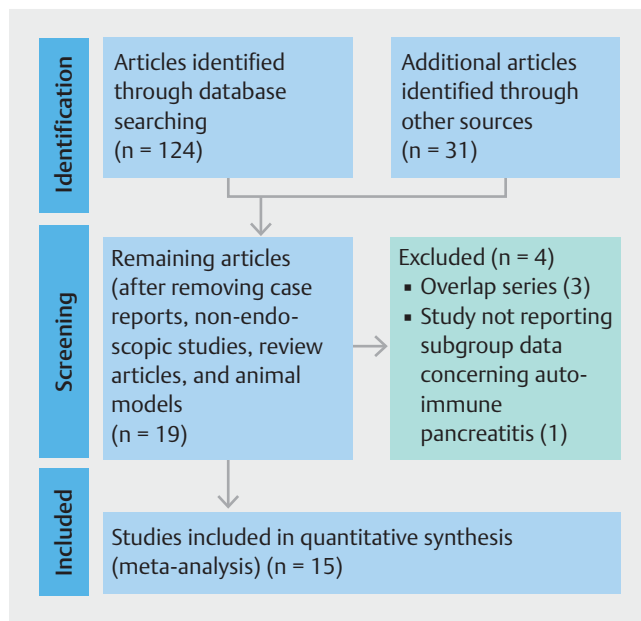 Identification
Articles identified
through database
searching
(n = 124)
Additional articles
identified through
other sources
(n = 31)
Screening
Remaining articles
(after removing case
reports, non-endo-
scopic studies, review
articles, and animal
models
(n = 19)
Excluded (n = 4)
▪ Overlap series (3)
▪ Study not reporting
subgroup data
concerning auto-
immune
pancreatitis (1)
Included
Studies included in quantitative synthesis
(meta-analysis) (n = 15)